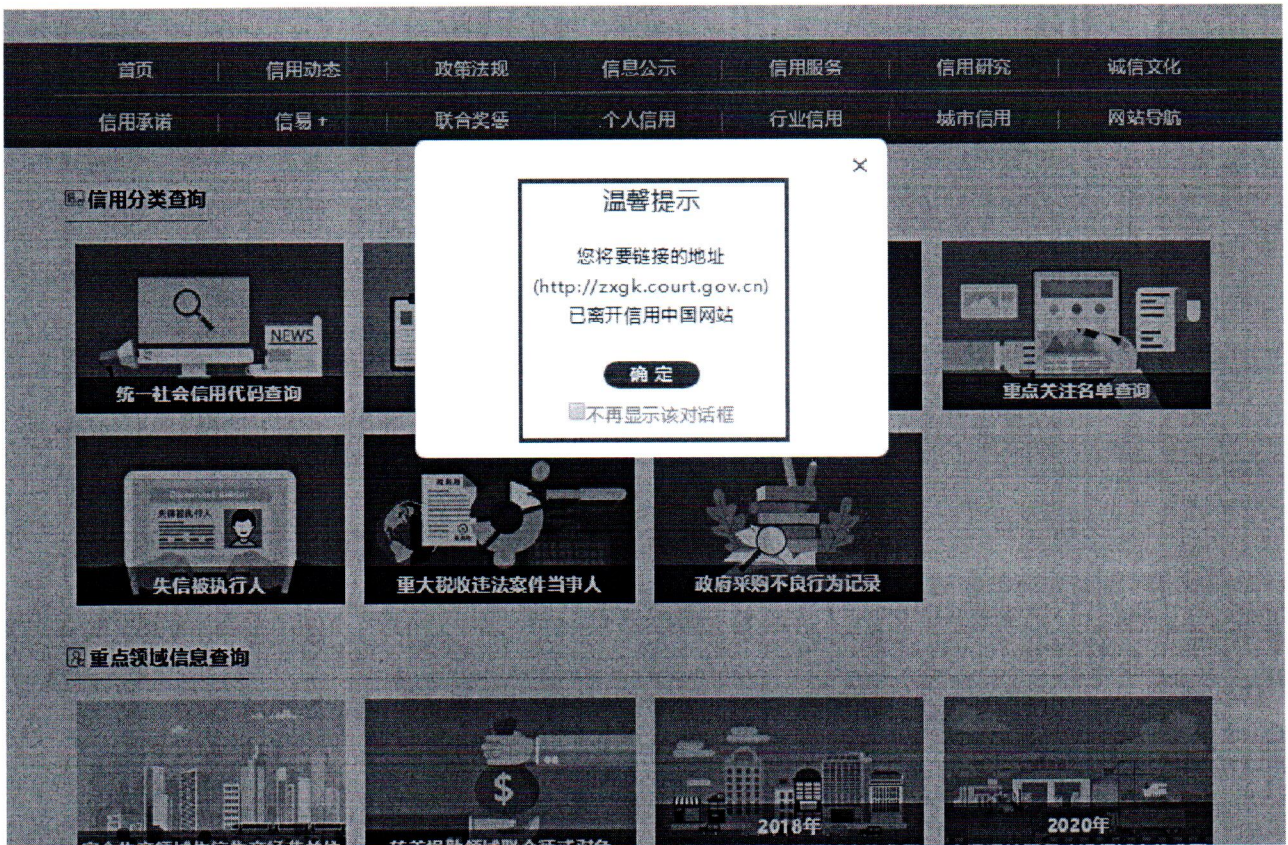 首页 信用动态 政策法规 信息公示 信用服务 信用研究 诚信文化
信用承诺 信易+ 联合奖惩 个人信用 行业信用 城市信用 网站导航
信用分类查询
温馨提示
您将要链接的地址
(http://zxgk.court.gov.cn)
已离开信用中国网站
确定
不再显示该对话框
NEWS
统一社会信用代码查询
重点关注名单查询
失信被执行人
失信被执行人
重大税收违法案件当事人
政府采购不良行为记录
重点领域信息查询
$
2018年
2020年